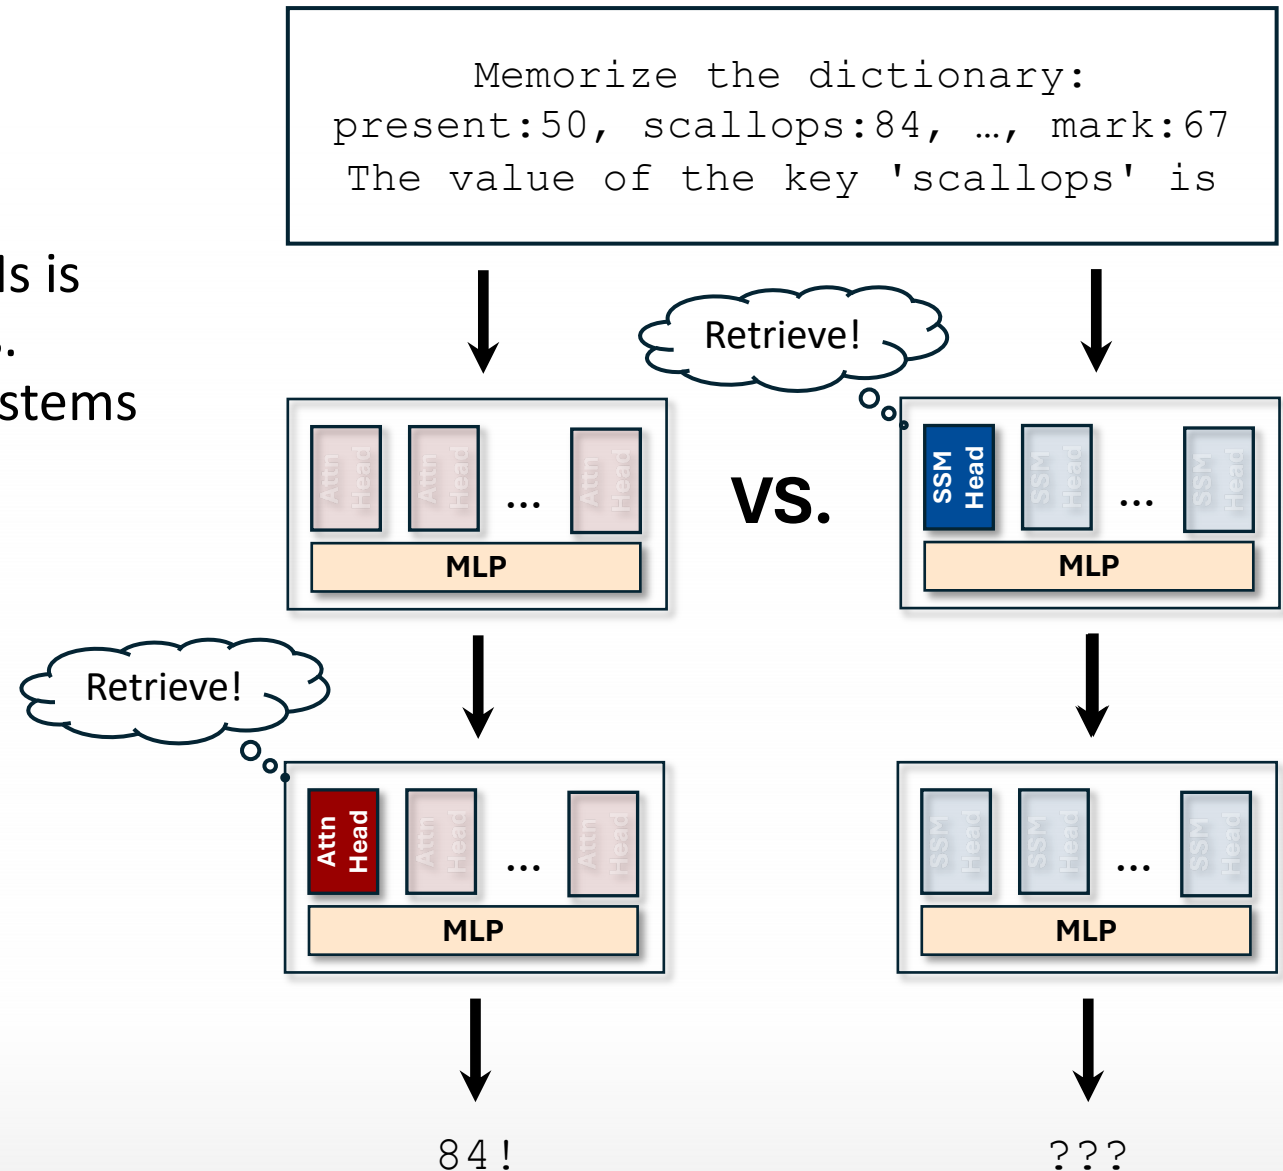 Memorize the dictionary:
present:50, scallops:84, …, mark:67
The value of the key 'scallops' is
is
stems
Retrieve!
Attn Head
Attn Head
...
Attn Head
MLP
vs.
SSM Head
SSM Head
...
SSM Head
MLP
Retrieve!
Attn Head
Attn Head
...
Attn Head
MLP
SSM Head
SSM Head
...
SSM Head
MLP
84!
???